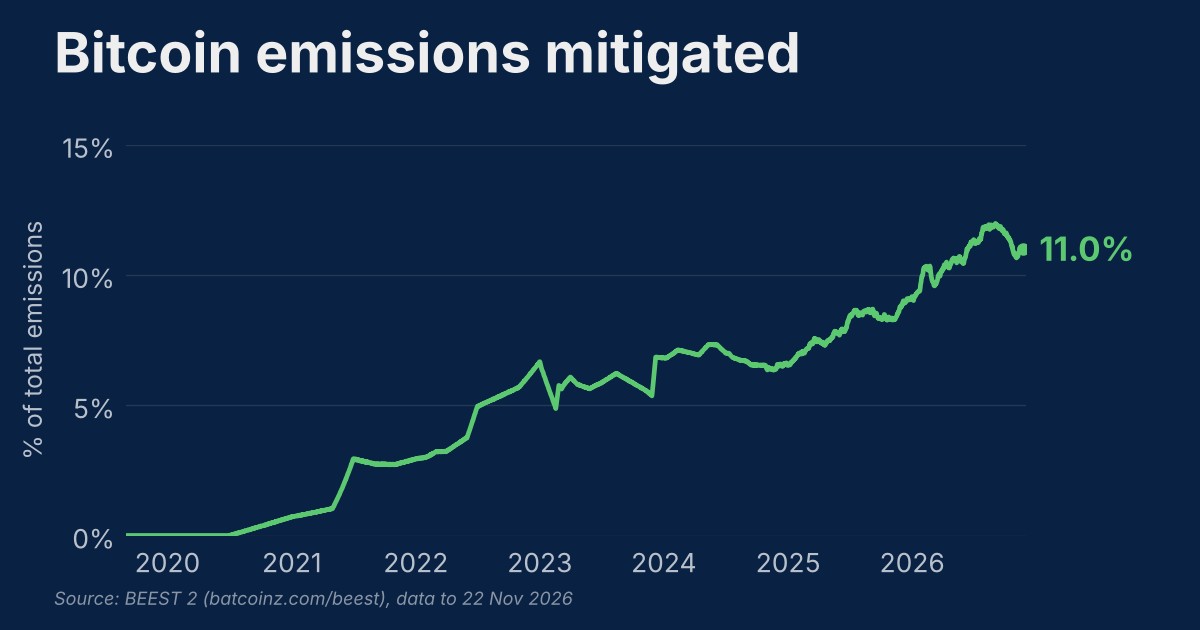 Bitcoin emissions mitigated
15%
10%
5%
0%
% of total emissions
11.0%
2020 2021 2022 2023 2024 2025 2026
Source: BEEST 2 (batcoinz.com/beest), data to 22 Nov 2026